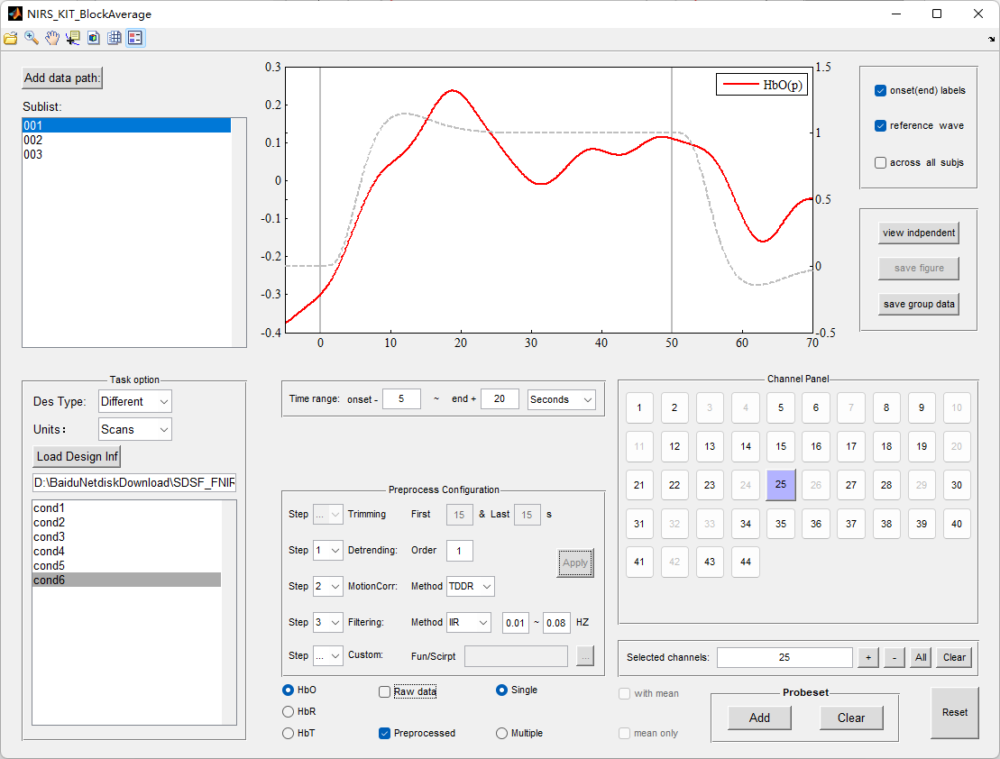 NIRS_KIT_BlockAverage
Add data path:
Sublist:
001
002
003
0.3
0.2
0.1
0
-0.1
-0.2
-0.3
-0.4
0 10 20 30 40 50 60 70
1.5
1
0.5
0
-0.5
HbO(p)
onset(end) labels
reference wave
across all subjs
view indpendent
save figure
save group data
Task option
Des Type: Different
Units: Scans
Load Design Inf
D:\BaiduNetdiskDownload\SDSF_FNIR
cond1
cond2
cond3
cond4
cond5
cond6
Time range: onset - 5 ~ end + 20 Seconds
Preprocess Configuration
Step ... Trimming First 15 & Last 15 s
Step 1 Detrending: Order 1
Apply
Step 2 MotionCorr: Method TDDR
Step 3 Filtering: Method IIR 0.01 ~ 0.08 HZ
Step ... Custom: Fun/Scirpt ...
HbO Raw data Single
HbR
HbT Preprocessed Multiple
Channel Panel
1 2 3 4 5 6 7 8 9 10
11 12 13 14 15 16 17 18 19 20
21 22 23 24 25 26 27 28 29 30
31 32 33 34 35 36 37 38 39 40
41 42 43 44
Selected channels: 25 + - All Clear
with mean
mean only
Probeset
Add Clear
Reset